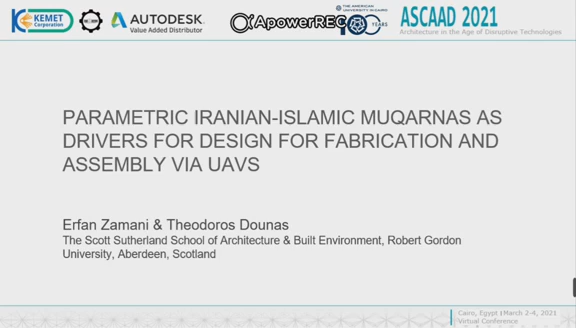 KEMET
Corporation
AUTODESK.
Value Added Distributor
ApowerREC
THE AMERICAN
UNIVERSITY IN CAIRO
100
YEARS
ASCAAD 2021
Architecture in the Age of Disruptive Technologies
PARAMETRIC IRANIAN-ISLAMIC MUQARNAS AS
DRIVERS FOR DESIGN FOR FABRICATION AND
ASSEMBLY VIA UAVS
Erfan Zamani & Theodoros Dounas
The Scott Sutherland School of Architecture & Built Environment, Robert Gordon
University, Aberdeen, Scotland
Cairo, Egypt |March 2-4, 2021
Virtual Conference